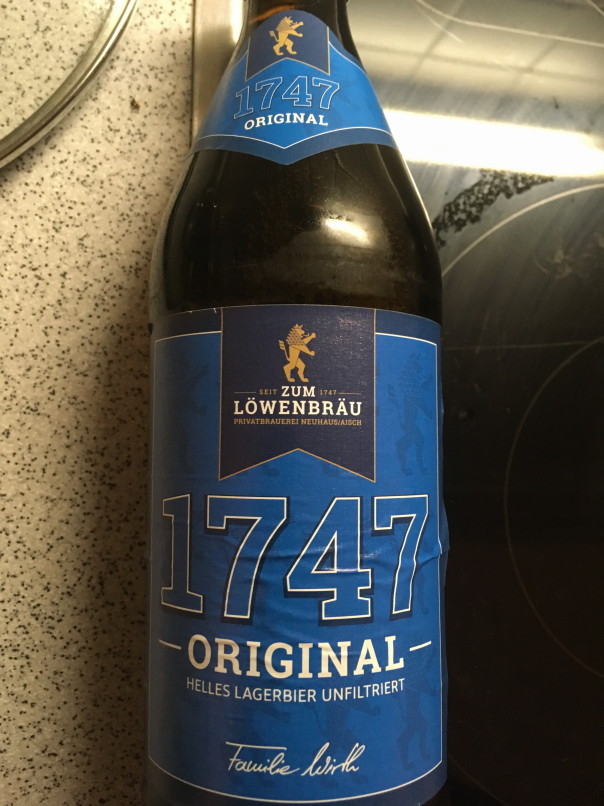 1747
ORIGINAL
SEIT ZUM 1747
LÖWENBRÄU
PRIVATBRAUEREI NEUHAUS/AISCH
1747
ORIGINAL
HELLES LAGERBIER UNFILTRIERT
Familie Wirth